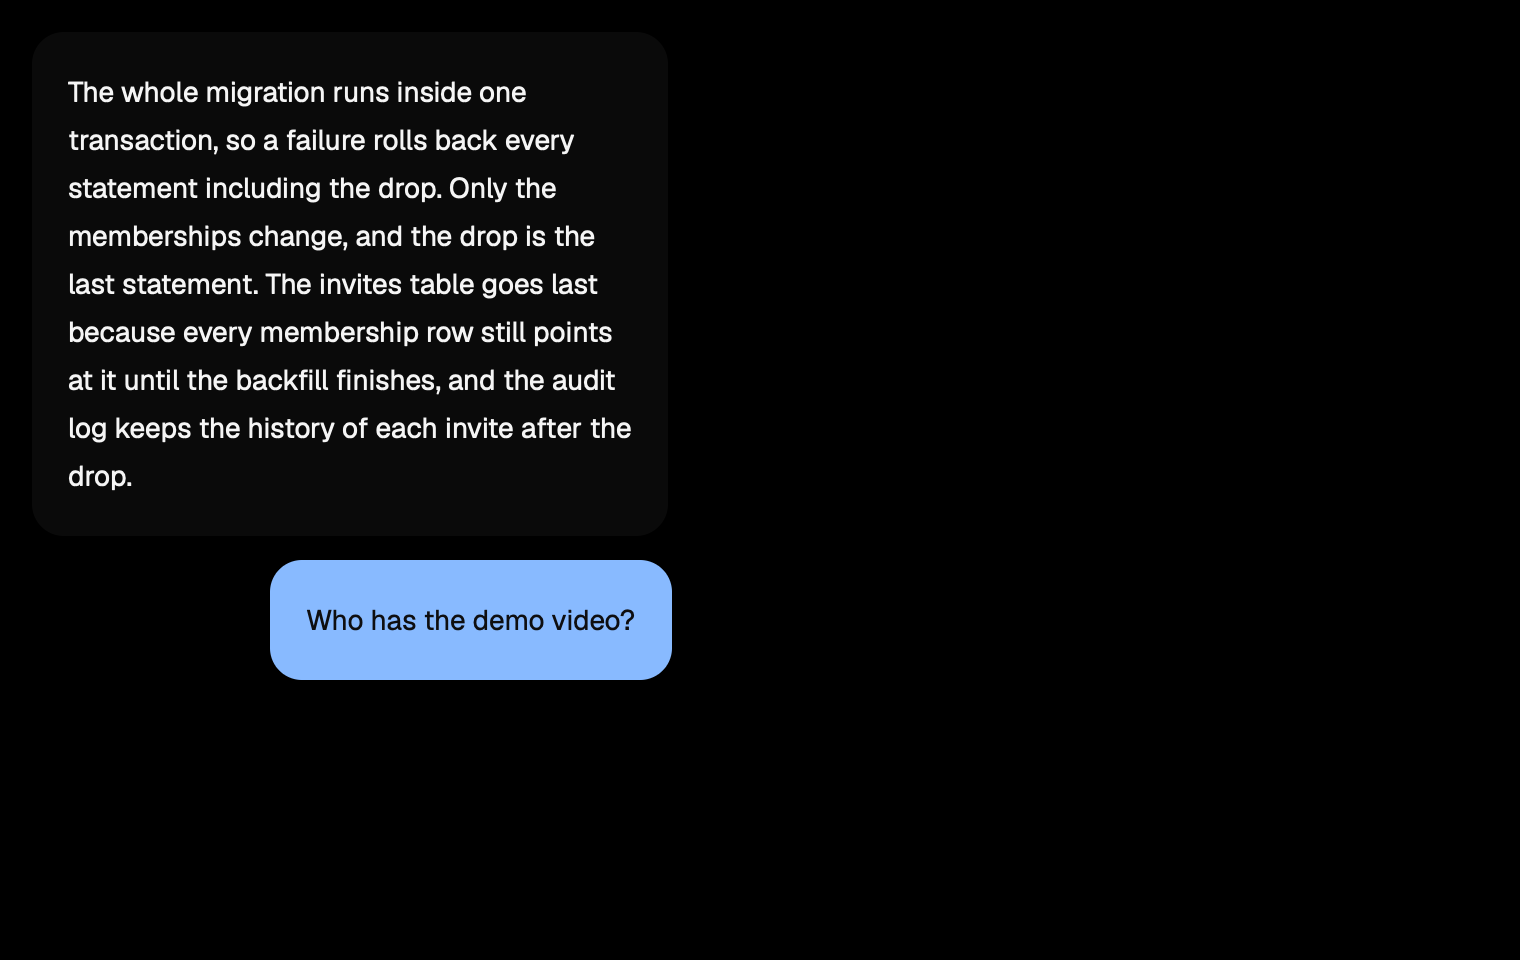 The whole migration runs inside one
transaction, so a failure rolls back every
statement including the drop. Only the
memberships change, and the drop is the
last statement. The invites table goes last
because every membership row still points
at it until the backfill finishes, and the audit
log keeps the history of each invite after the
drop.
Who has the demo video?